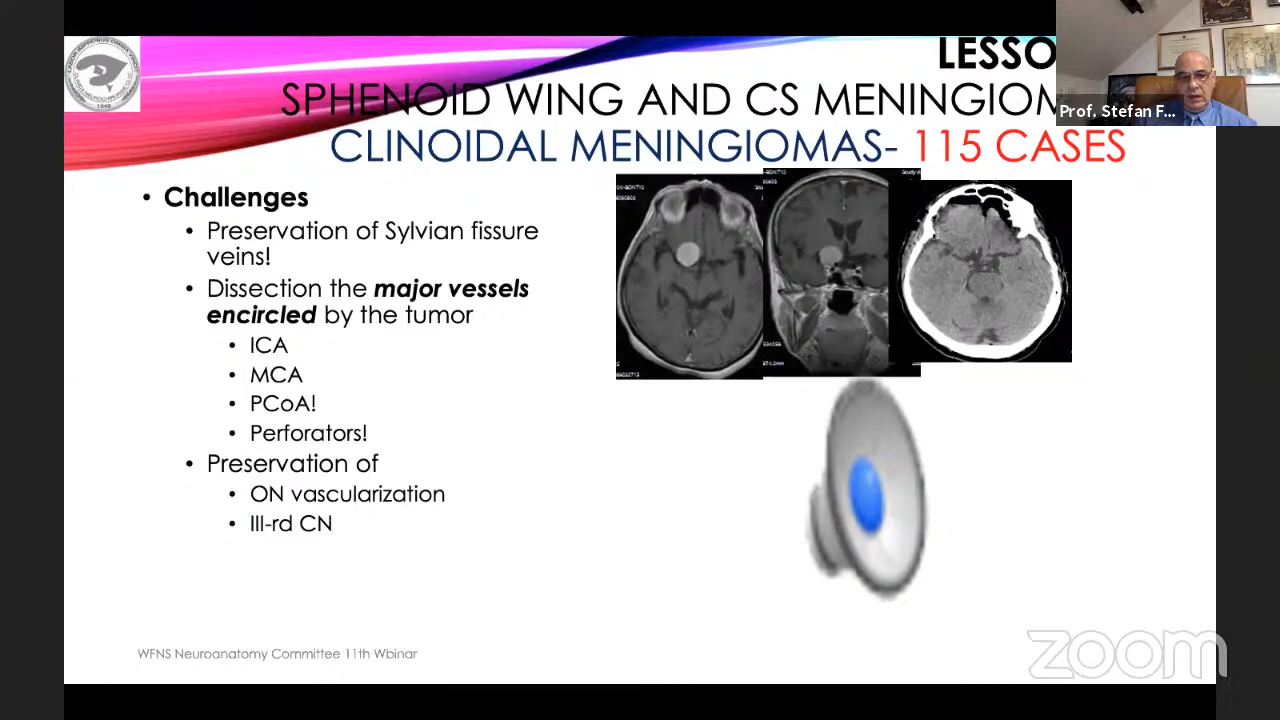 LESSO
SPHENOID WING AND CS MENINGIOM
Prof. Stefan F...
CLINOIDAL MENINGIOMAS- 115 CASES
• Challenges
• Preservation of Sylvian fissure
veins!
• Dissection the major vessels
encircled by the tumor
• ICA
• MCA
• PCoA!
• Perforators!
• Preservation of
• ON vascularization
• III-rd CN
WFNS Neuroanatomy Committee 11th Wbinar
zoom